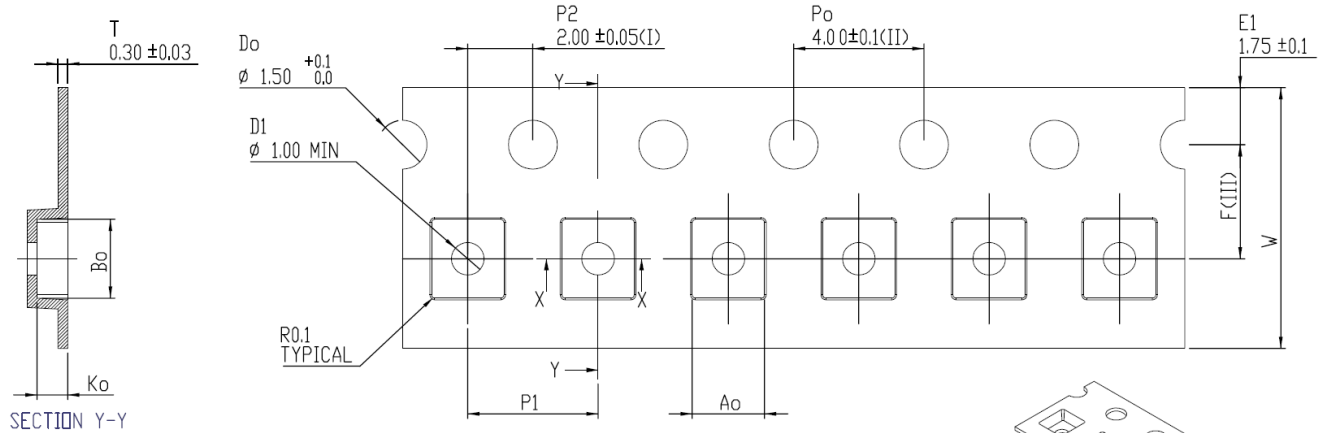 T
0.30 ±0.03
Do
ø 1.50 +0.1 0.0
D1
ø 1.00 MIN
P2
2.00 ±0.05(I)
Po
4.0 0±0.1(II)
E1
1.75 ±0.1
Y
F(III)
W
Bo
X
X
R0.1
TYPICAL
Y
Ko
P1
Ao
SECTION Y-Y